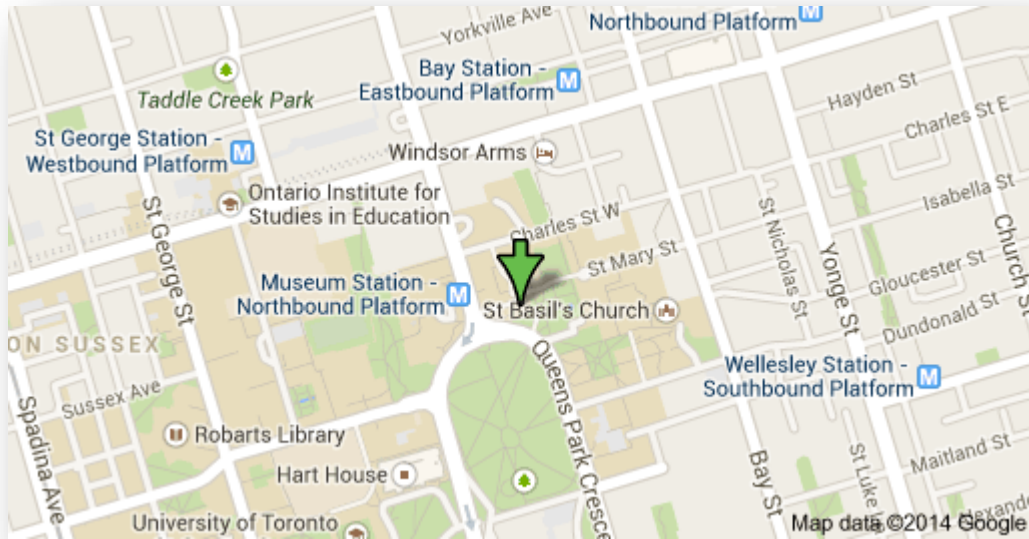 Yorkville Ave
Northbound Platform
M
Bay Station -
Eastbound Platform
M
Taddle Creek Park
Hayden St
Charles St E
St George Station -
Westbound Platform
M
Windsor Arms
Ontario Institute for
Studies in Education
Isabella St
Church St
Charles St W
St Nicholas St
St George St
St Mary St
Yonge St
Gloucester St
Museum Station -
Northbound Platform
M
St Basil's Church
Dundonald St
ON SUSSEX
Queens Park Cresce
Wellesley Station -
Southbound Platform
M
Sussex Ave
Spadina Ave
Robarts Library
Maitland St
Hart House
Bay St
St Luke
Alexande
University of Toronto
Map data ©2014 Google